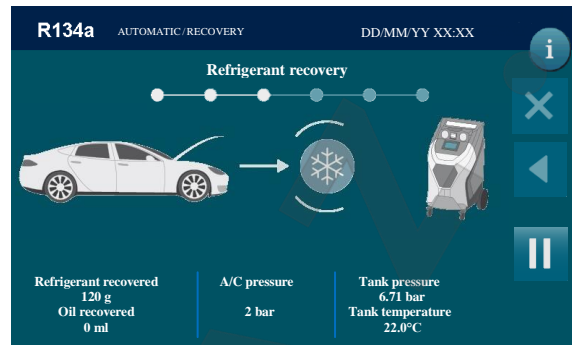 R134a AUTOMATIC/RECOVERY DD/MM/YY XX:XX
i
Refrigerant recovery
Refrigerant recovered
120 g
Oil recovered
0 ml
A/C pressure
2 bar
Tank pressure
6.71 bar
Tank temperature
22.0°C